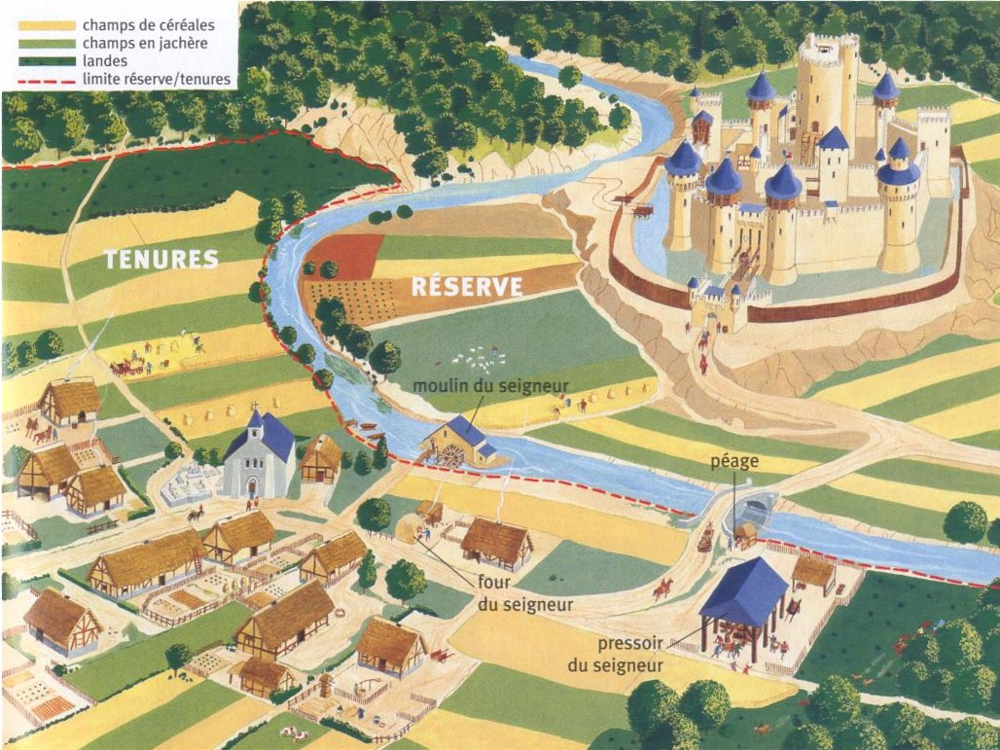 champs de céréales
champs en jachère
landes
limite réserve/tenures
TENURES
RÉSERVE
moulin du seigneur
péage
four
du seigneur
pressoir
du seigneur